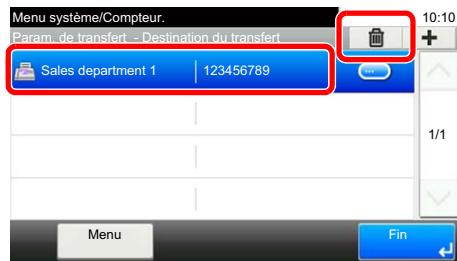 Menu système/Compteur.
10:10
Param. de transfert - Destination du transfert
Sales department 1 123456789
1/1
Menu
Fin